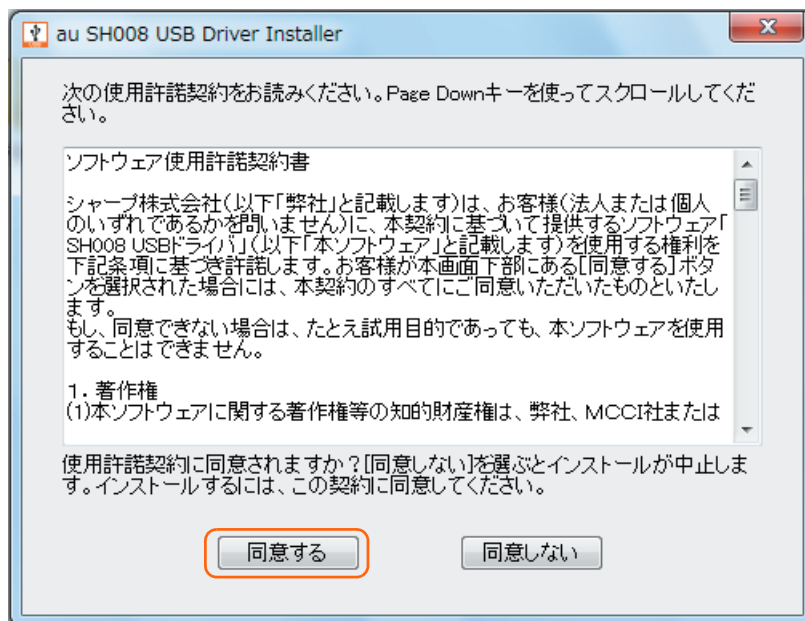 au SH008 USB Driver Installer
次の使用許諾契約をお読みください。Page Downキーを使ってスクロールしてくだ
さい。
ソフトウェア使用許諾契約書
シャープ株式会社(以下「弊社」と記載します)は、お客様(法人または個人
のいずれであるかを問いません)に、本契約に基づいて提供するソフトウェア「
SH008 USBドライバ」(以下「本ソフトウェア」と記載します)を使用する権利を
下記条項に基づき許諾します。お客様が本画面下部にある[同意する]ボタ
ンを選択された場合には、本契約のすべてにご同意いただいたものといたし
ます。
もし、同意できない場合は、たとえ試用目的であっても、本ソフトウェアを使用
することはできません。
1. 著作権
(1)本ソフトウェアに関する著作権等の知的財産権は、弊社、MCCI社または
使用許諾契約に同意されますか?[同意しない]を選ぶとインストールが中止しま
す。インストールするには、この契約に同意してください。
同意する
同意しない